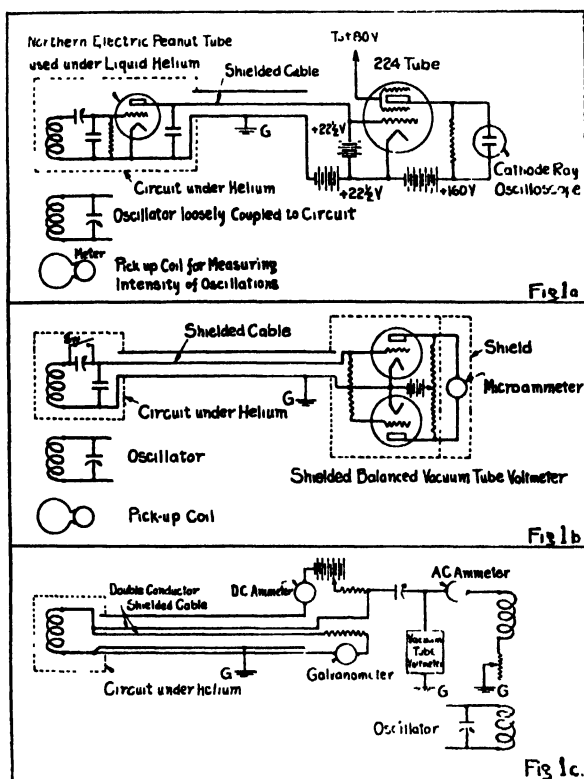 Northern Electric Peanut Tube
used under Liquid Helium
Shielded Cable
To +80V
224 Tube
G
+22½V
+22½V
+160V
Cathode Ray
Oscilloscope
Circuit under Helium
Oscillator loosely Coupled to Circuit
Meter
Pick up Coil for Measuring
Intensity of Oscillations
Fig 1a
Sw
Shielded Cable
Shield
Microammeter
G
Circuit under Helium
Oscillator
Shielded Balanced Vacuum Tube Voltmeter
Pick-up Coil
Fig 1b
Double Conductor
Shielded Cable
DC Ammeter
AC Ammeter
Vacuum
Tube
Voltmeter
G
Galvanometer
G
G
Circuit under helium
Oscillator
Fig 1c.